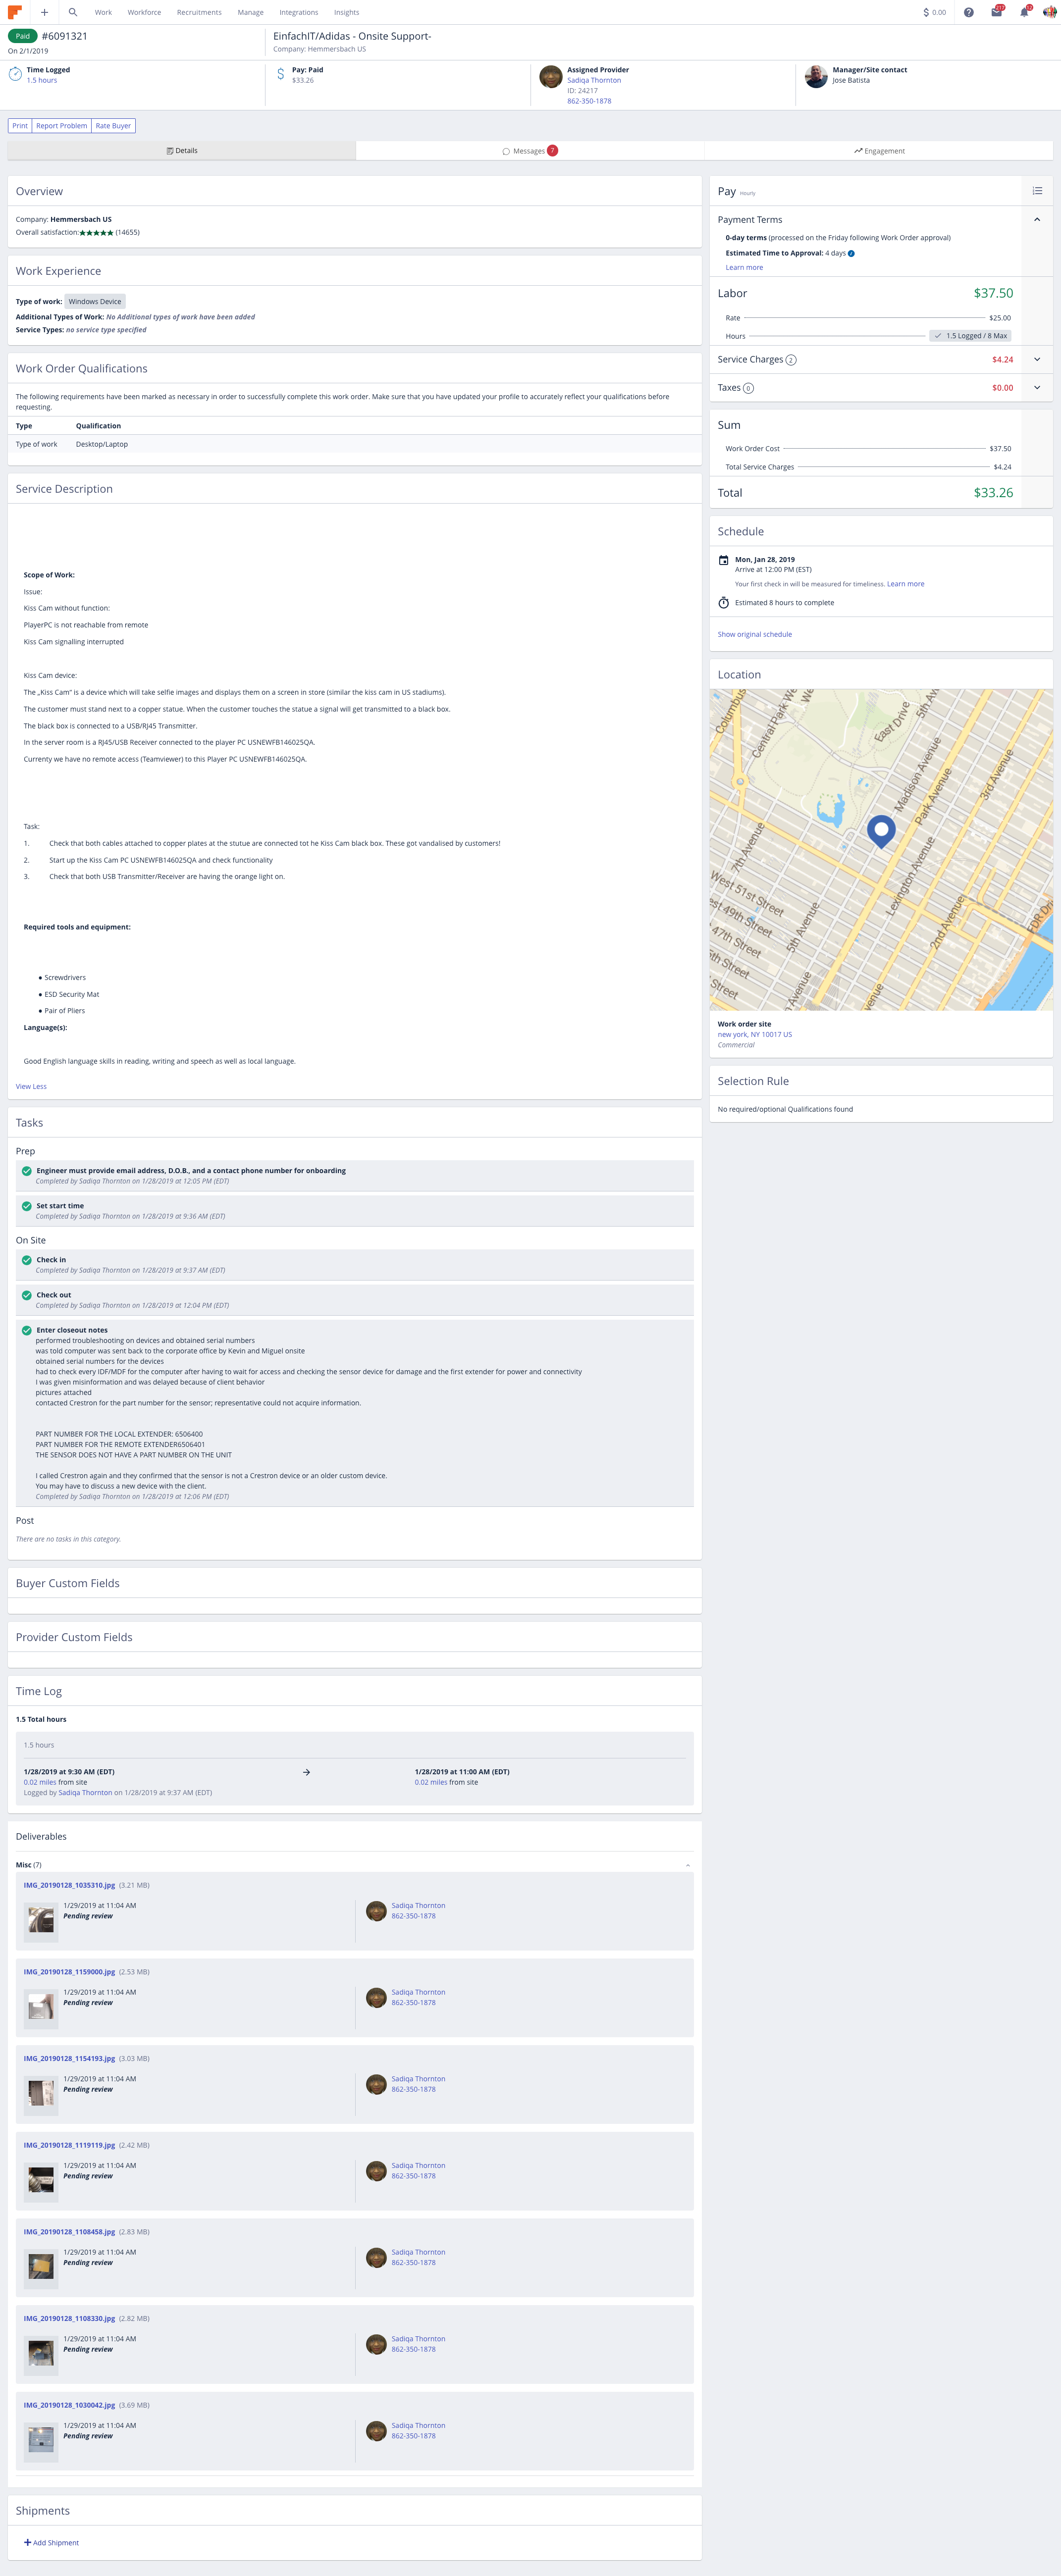 Work Workforce Recruitments Manage Integrations Insights
0.00
Paid #6091321
On 2/1/2019
EinfachIT/Adidas - Onsite Support-
Company: Hemmersbach US
Time Logged
1.5 hours
Pay: Paid
$33.26
Assigned Provider
Sadiqa Thornton
ID: 24217
862-350-1878
Manager/Site contact
Jose Batista
Print Report Problem Rate Buyer
Details
Messages 7
Engagement
Overview
Company: Hemmersbach US
Overall satisfaction: (14655)
Work Experience
Type of work: Windows Device
Additional Types of Work: No Additional types of work have been added
Service Types: no service type specified
Work Order Qualifications
The following requirements have been marked as necessary in order to successfully complete this work order. Make sure that you have updated your profile to accurately reflect your qualifications before
requesting.
Type Qualification
Type of work Desktop/Laptop
Service Description
Scope of Work:
Issue:
Kiss Cam without function:
PlayerPC is not reachable from remote
Kiss Cam signalling interrupted
Kiss Cam device:
The „Kiss Cam“ is a device which will take selfie images and displays them on a screen in store (similar the kiss cam in US stadiums).
The customer must stand next to a copper statue. When the customer touches the statue a signal will get transmitted to a black box.
The black box is connected to a USB/RJ45 Transmitter.
In the server room is a RJ45/USB Receiver connected to the player PC USNEWFB146025QA.
Currenty we have no remote access (Teamviewer) to this Player PC USNEWFB146025QA.
Task:
1. Check that both cables attached to copper plates at the stutue are connected tot he Kiss Cam black box. These got vandalised by customers!
2. Start up the Kiss Cam PC USNEWFB146025QA and check functionality
3. Check that both USB Transmitter/Receiver are having the orange light on.
Required tools and equipment:
● Screwdrivers
● ESD Security Mat
● Pair of Pliers
Language(s):
Good English language skills in reading, writing and speech as well as local language.
View Less
Tasks
Prep
Engineer must provide email address, D.O.B., and a contact phone number for onboarding
Completed by Sadiqa Thornton on 1/28/2019 at 12:05 PM (EDT)
Set start time
Completed by Sadiqa Thornton on 1/28/2019 at 9:36 AM (EDT)
On Site
Check in
Completed by Sadiqa Thornton on 1/28/2019 at 9:37 AM (EDT)
Check out
Completed by Sadiqa Thornton on 1/28/2019 at 12:04 PM (EDT)
Enter closeout notes
performed troubleshooting on devices and obtained serial numbers
was told computer was sent back to the corporate office by Kevin and Miguel onsite
obtained serial numbers for the devices
had to check every IDF/MDF for the computer after having to wait for access and checking the sensor device for damage and the first extender for power and connectivity
I was given misinformation and was delayed because of client behavior
pictures attached
contacted Crestron for the part number for the sensor; representative could not acquire information.
PART NUMBER FOR THE LOCAL EXTENDER: 6506400
PART NUMBER FOR THE REMOTE EXTENDER6506401
THE SENSOR DOES NOT HAVE A PART NUMBER ON THE UNIT
I called Crestron again and they confirmed that the sensor is not a Crestron device or an older custom device.
You may have to discuss a new device with the client.
Completed by Sadiqa Thornton on 1/28/2019 at 12:06 PM (EDT)
Post
There are no tasks in this category.
Buyer Custom Fields
Provider Custom Fields
Time Log
1.5 Total hours
1.5 hours
1/28/2019 at 9:30 AM (EDT)
0.02 miles from site
Logged by Sadiqa Thornton on 1/28/2019 at 9:37 AM (EDT)
1/28/2019 at 11:00 AM (EDT)
0.02 miles from site
Deliverables
Misc (7)
IMG_20190128_1035310.jpg (3.21 MB)
1/29/2019 at 11:04 AM
Pending review
Sadiqa Thornton
862-350-1878
IMG_20190128_1159000.jpg (2.53 MB)
1/29/2019 at 11:04 AM
Pending review
Sadiqa Thornton
862-350-1878
IMG_20190128_1154193.jpg (3.03 MB)
1/29/2019 at 11:04 AM
Pending review
Sadiqa Thornton
862-350-1878
IMG_20190128_1119119.jpg (2.42 MB)
1/29/2019 at 11:04 AM
Pending review
Sadiqa Thornton
862-350-1878
IMG_20190128_1108458.jpg (2.83 MB)
1/29/2019 at 11:04 AM
Pending review
Sadiqa Thornton
862-350-1878
IMG_20190128_1108330.jpg (2.82 MB)
1/29/2019 at 11:04 AM
Pending review
Sadiqa Thornton
862-350-1878
IMG_20190128_1030042.jpg (3.69 MB)
1/29/2019 at 11:04 AM
Pending review
Sadiqa Thornton
862-350-1878
Shipments
Add Shipment
Pay Hourly
Payment Terms
0-day terms (processed on the Friday following Work Order approval)
Estimated Time to Approval: 4 days
Learn more
Labor $37.50
Rate $25.00
Hours 1.5 Logged / 8 Max
Service Charges 2 $4.24
Taxes 0 $0.00
Sum
Work Order Cost $37.50
Total Service Charges $4.24
Total $33.26
Schedule
Mon, Jan 28, 2019
Arrive at 12:00 PM (EST)
Your first check in will be measured for timeliness. Learn more
Estimated 8 hours to complete
Show original schedule
Location
Columbus
Central Park We
East Drive
5th Av
Madison Avenue
Park Avenue
3rd Avenue
7th Avenue
Lexington Avenue
West 51st Street
est 49th Street
47th Street
5th Street
5th Avenue
2nd Avenue
FDR Dri
Work order site
new york, NY 10017 US
Commercial
Selection Rule
No required/optional Qualifications found